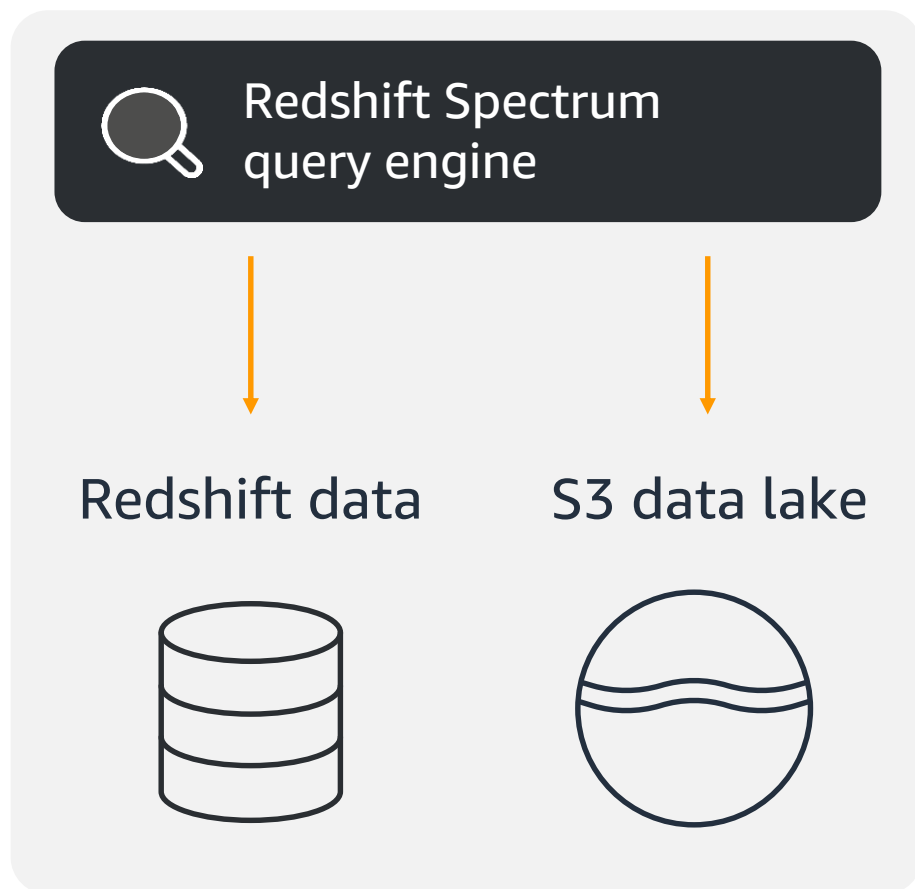 Redshift Spectrum
query engine
Redshift data
S3 data lake